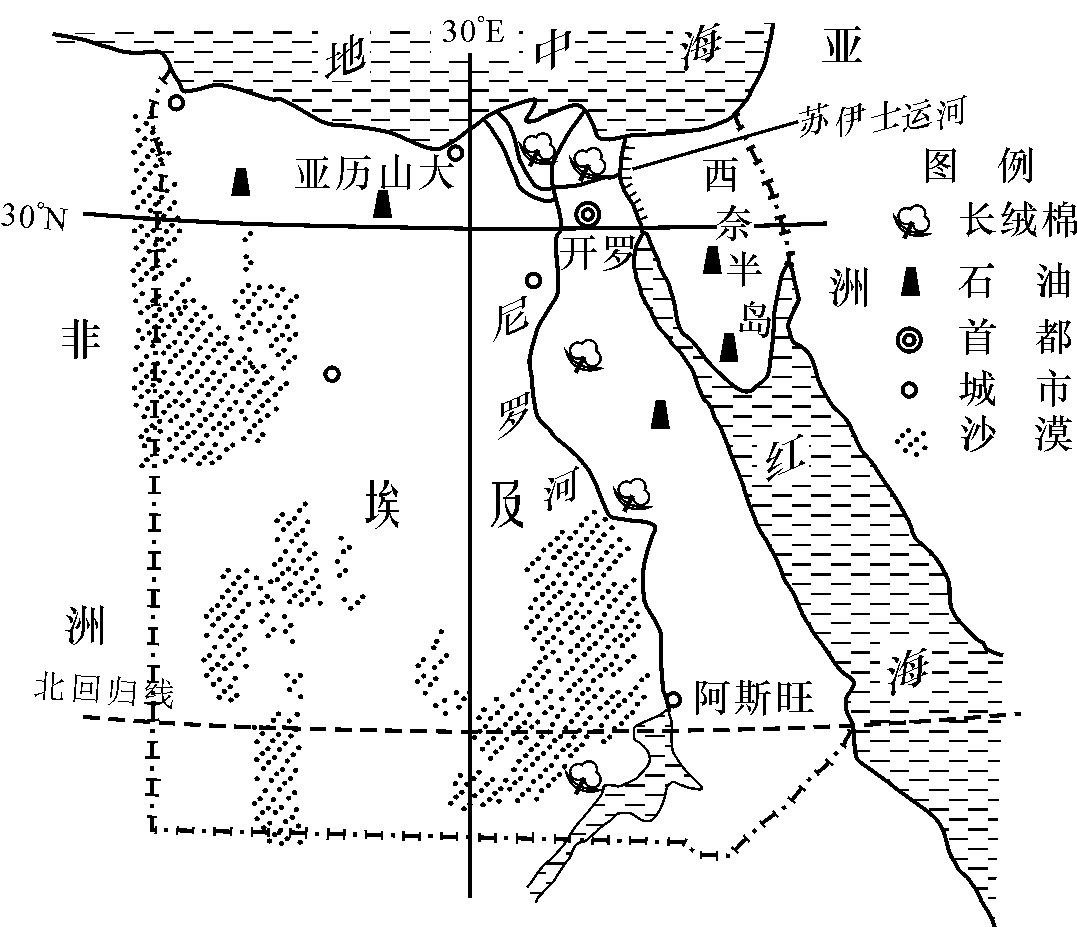 30°E
地中海
亚
苏伊士运河
图例
亚历山大
西奈半岛
长绒棉
30°N
开罗
石油
洲
非
尼罗河
首都
城市
沙漠
红海
埃及
洲
北回归线
阿斯旺